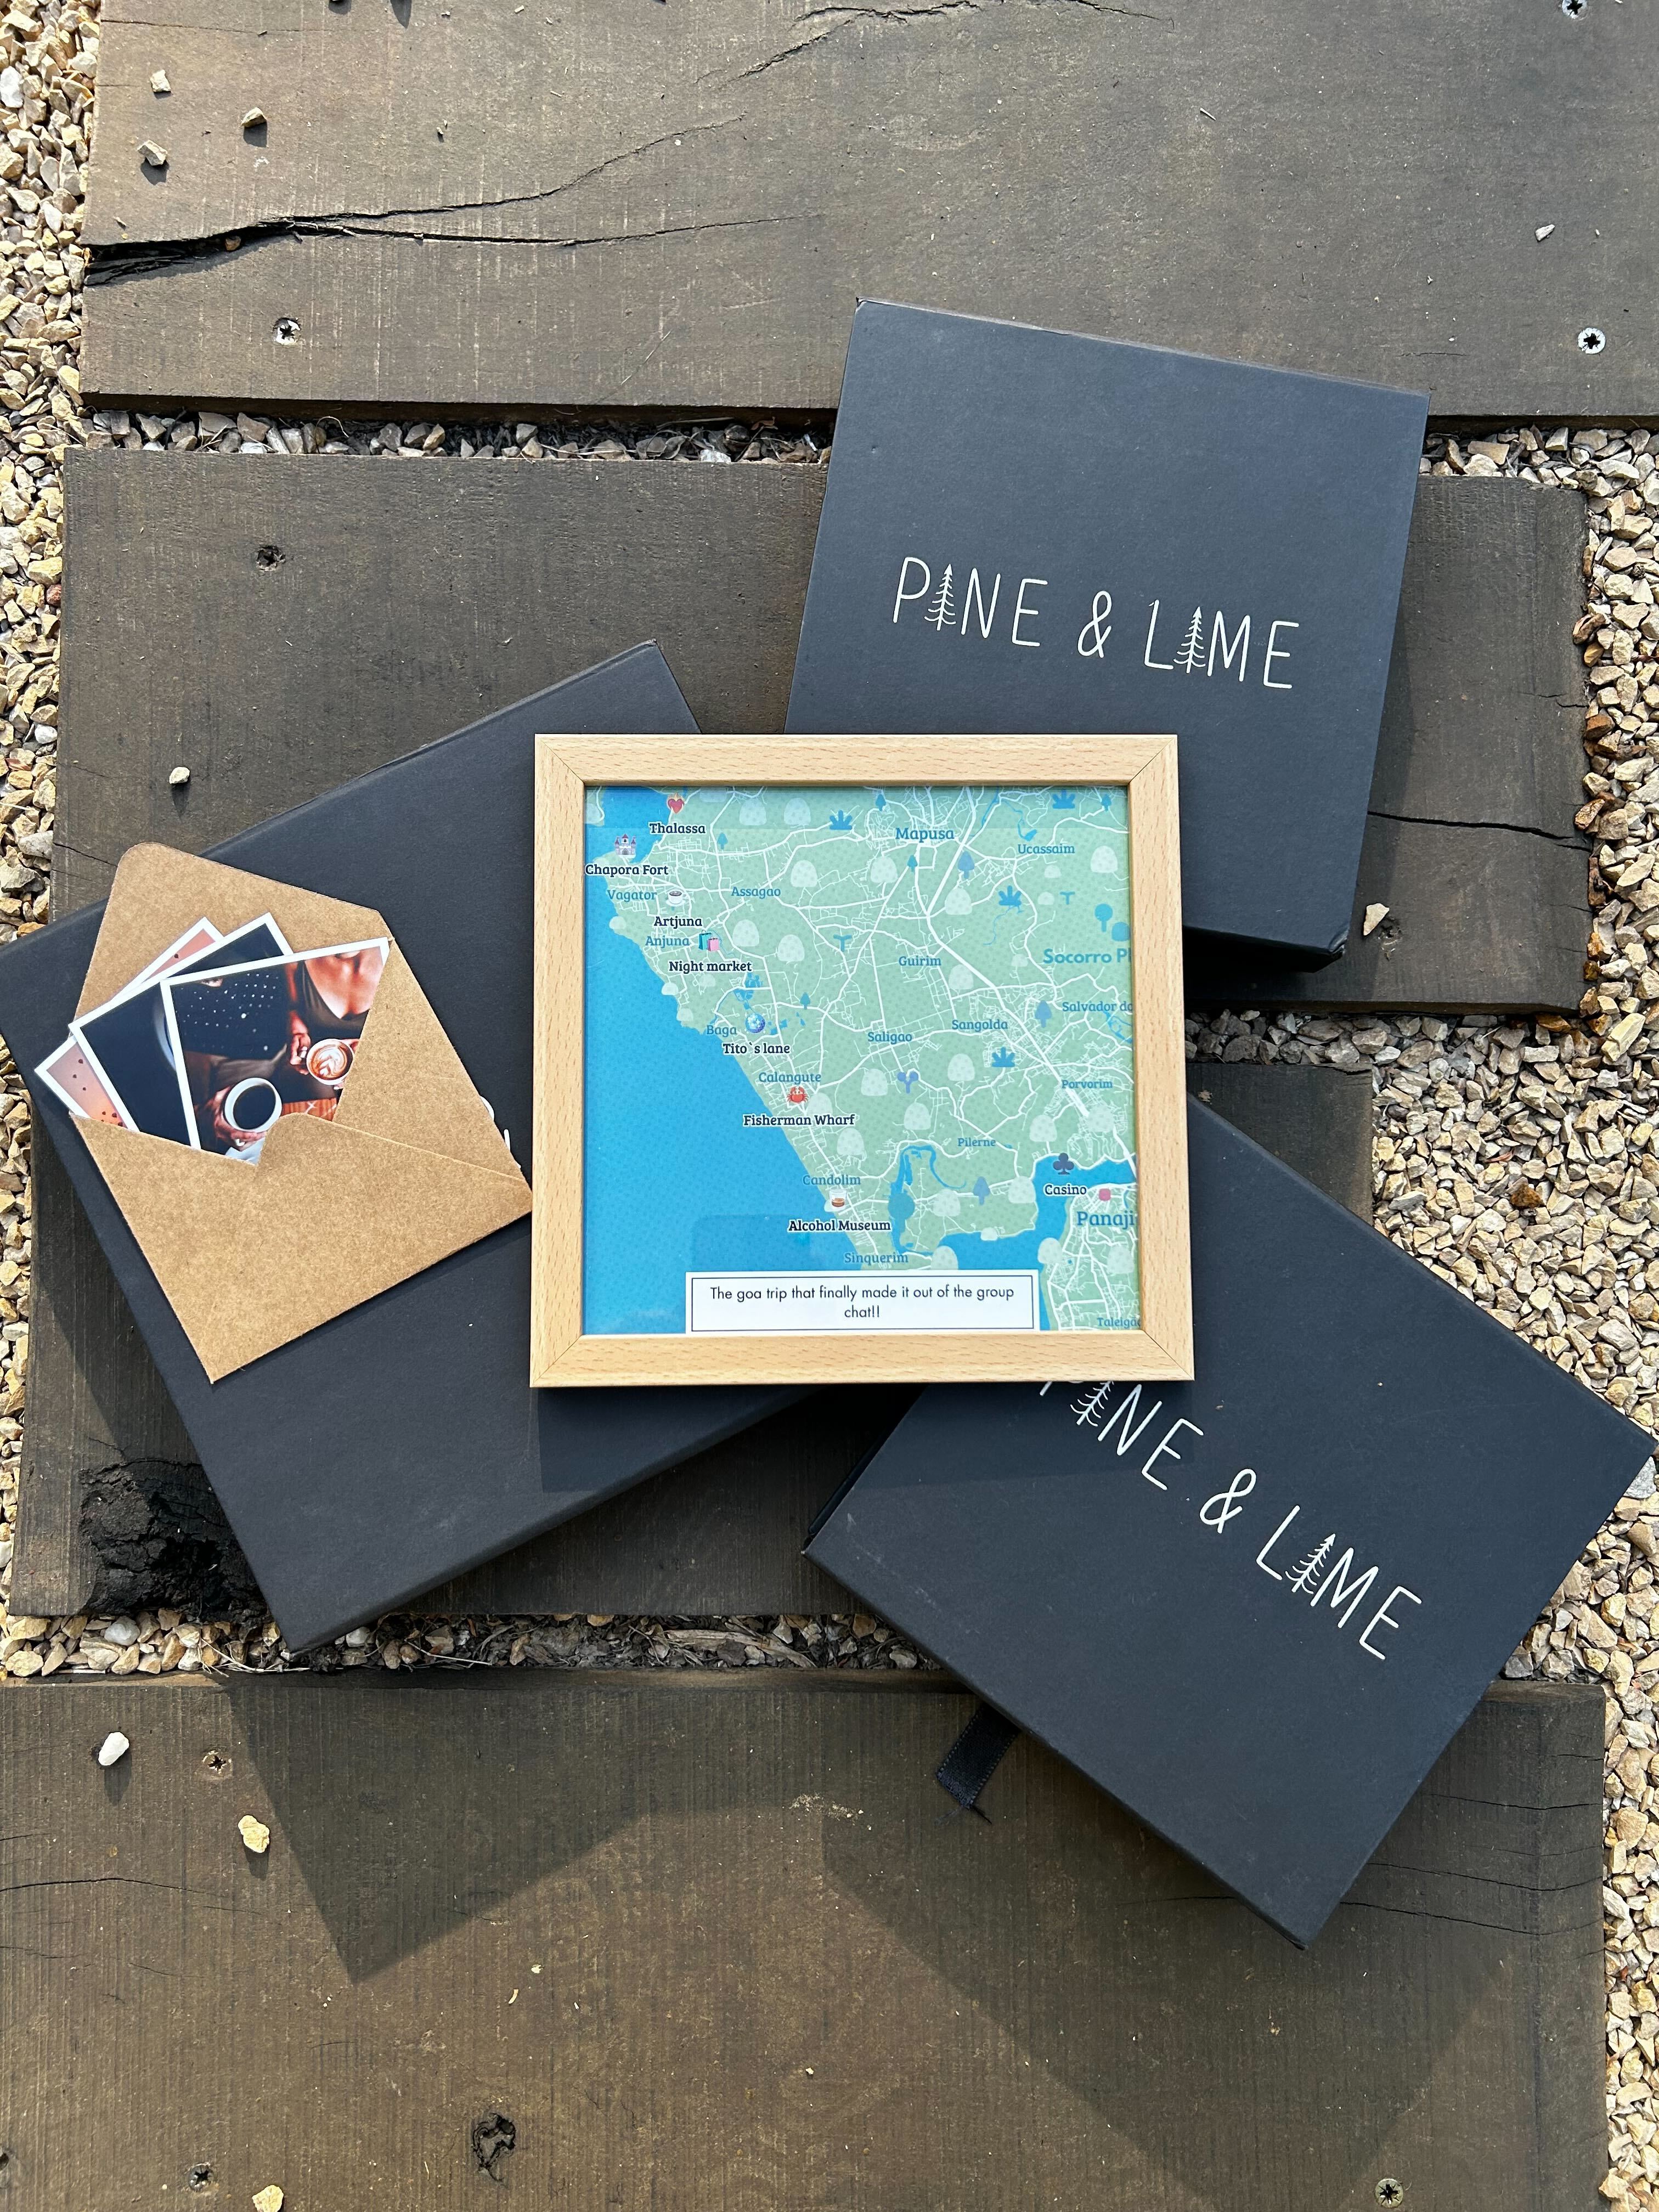 PINE & LIME
Thalassa
Mapusa
Ucassaim
Chapora Fort
Vagator
Assagao
Artjuna
Anjuna
Night market
Guirim
Socorro Pl
Salvador do
Baga
Sangolda
Saligao
Tito`s lane
Calangute
Porvorim
Fisherman Wharf
Pilerne
Candolim
Casino
Alcohol Museum
Panaji
Sinquerim
The goa trip that finally made it out of the group
chat!!
Taleigao
PINE & LIME